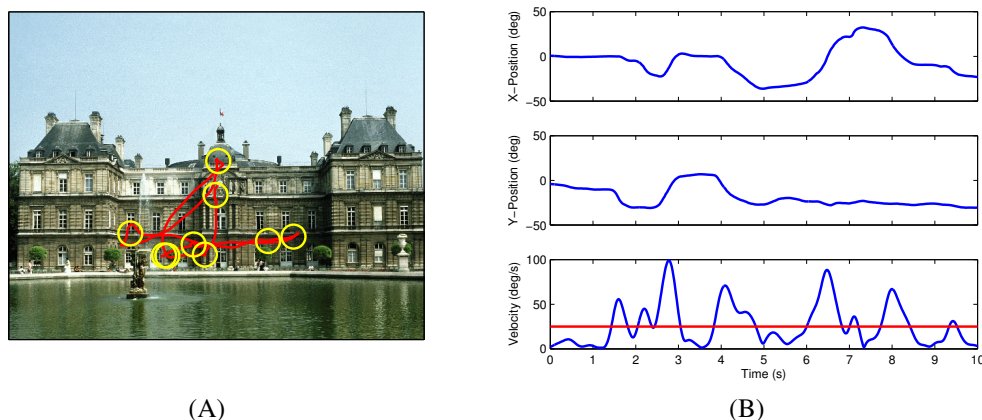 50
0
−50
X−Position (deg)
50
0
−50
Y−Position (deg)
100
50
0
Velocity (deg/s)
0 1 2 3 4 5 6 7 8 9 10
Time (s)
(A)
(B)